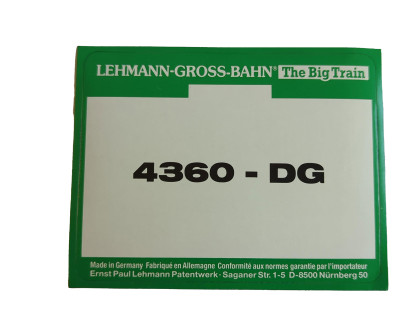 LEHMANN-GROSS-BAHN® The Big Train
4360 - DG
Made in Germany Fabriqué en Allemagne Conformité aux normes garantie par l'importateur
Ernst Paul Lehmann Patentwerk · Saganer Str. 1-5 D-8500 Nürnberg 50